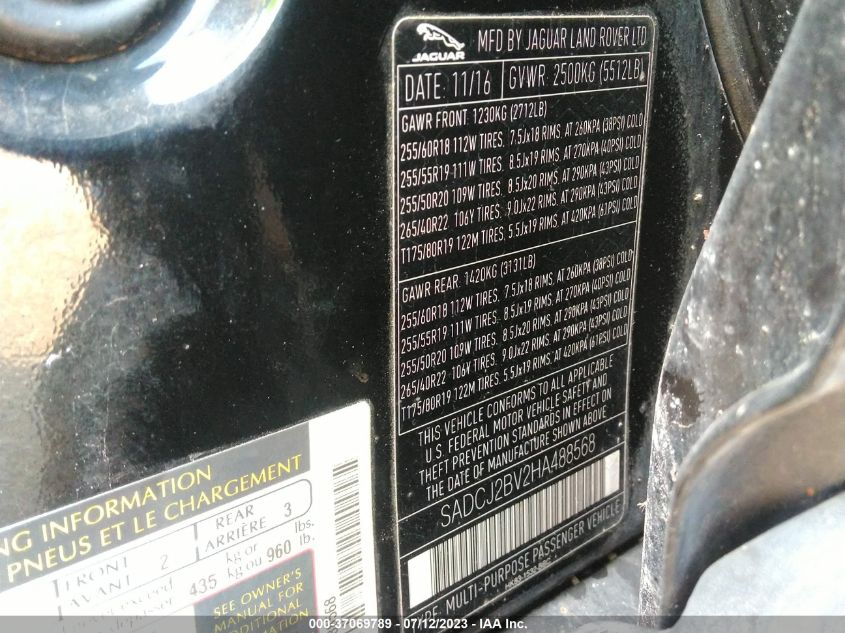 JAGUAR
MFD BY JAGUAR LAND ROVER LTD
DATE: 11/16 GVWR: 2500KG (5512LB)
GAWR FRONT: 1230KG (2712LB)
255/60R18 112W TIRES, 7.5Jx18 RIMS, AT 260KPA (38PSI) COLD
255/55R19 111W TIRES, 8.5Jx19 RIMS, AT 270KPA (40PSI) COLD
255/50R20 109W TIRES, 8.5Jx20 RIMS, AT 290KPA (43PSI) COLD
265/40R22 106Y TIRES, 9.0Jx22 RIMS, AT 290KPA (43PSI) COLD
T175/80R19 122M TIRES, 5.5Jx19 RIMS, AT 420KPA (61PSI) COLD
GAWR REAR: 1420KG (3131LB)
255/60R18 112W TIRES, 7.5Jx18 RIMS, AT 260KPA (38PSI) COLD
255/55R19 111W TIRES, 8.5Jx19 RIMS, AT 270KPA (40PSI) COLD
255/50R20 109W TIRES, 8.5Jx20 RIMS, AT 290KPA (43PSI) COLD
265/40R22 106Y TIRES, 9.0Jx22 RIMS, AT 290KPA (43PSI) COLD
T175/80R19 122M TIRES, 5.5Jx19 RIMS, AT 420KPA (61PSI) COLD
THIS VEHICLE CONFORMS TO ALL APPLICABLE
U.S. FEDERAL MOTOR VEHICLE SAFETY AND
THEFT PREVENTION STANDARDS IN EFFECT ON
THE DATE OF MANUFACTURE SHOWN ABOVE
SADCJ2BV2HA488568
TYPE: MULTI-PURPOSE PASSENGER VEHICLE
NG INFORMATION
PNEUS ET LE CHARGEMENT
FRONT 2 REAR 3
AVANT ARRIÈRE
exceed 435 kg or 960 lbs.
kg ou lb.
SEE OWNER'S
MANUAL FOR
ADDITIONAL
8568
000-37069789 - 07/12/2023 - IAA Inc.